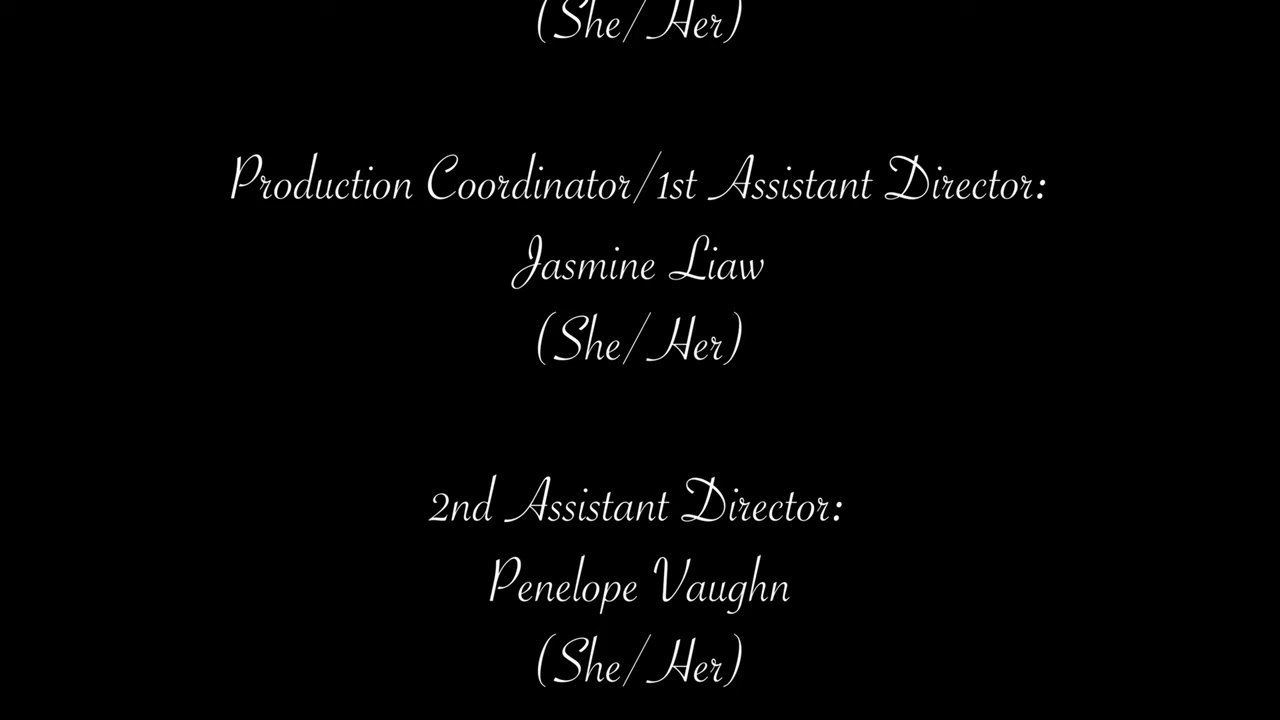 (She/Her)
Production Coordinator/1st Assistant Director:
Jasmine Liaw
(She/Her)
2nd Assistant Director:
Penelope Vaughn
(She/Her)